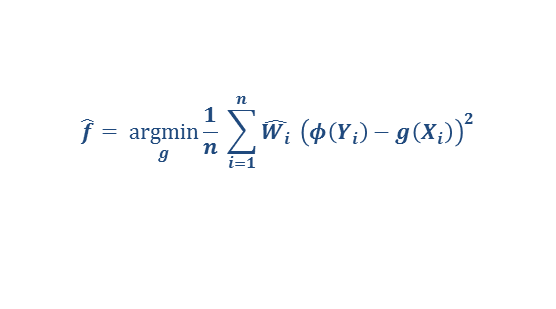 f̂ = argmin_g 1/n ∑_{i=1}^{n} Ŵ_i (ϕ(Y_i) − g(X_i))²